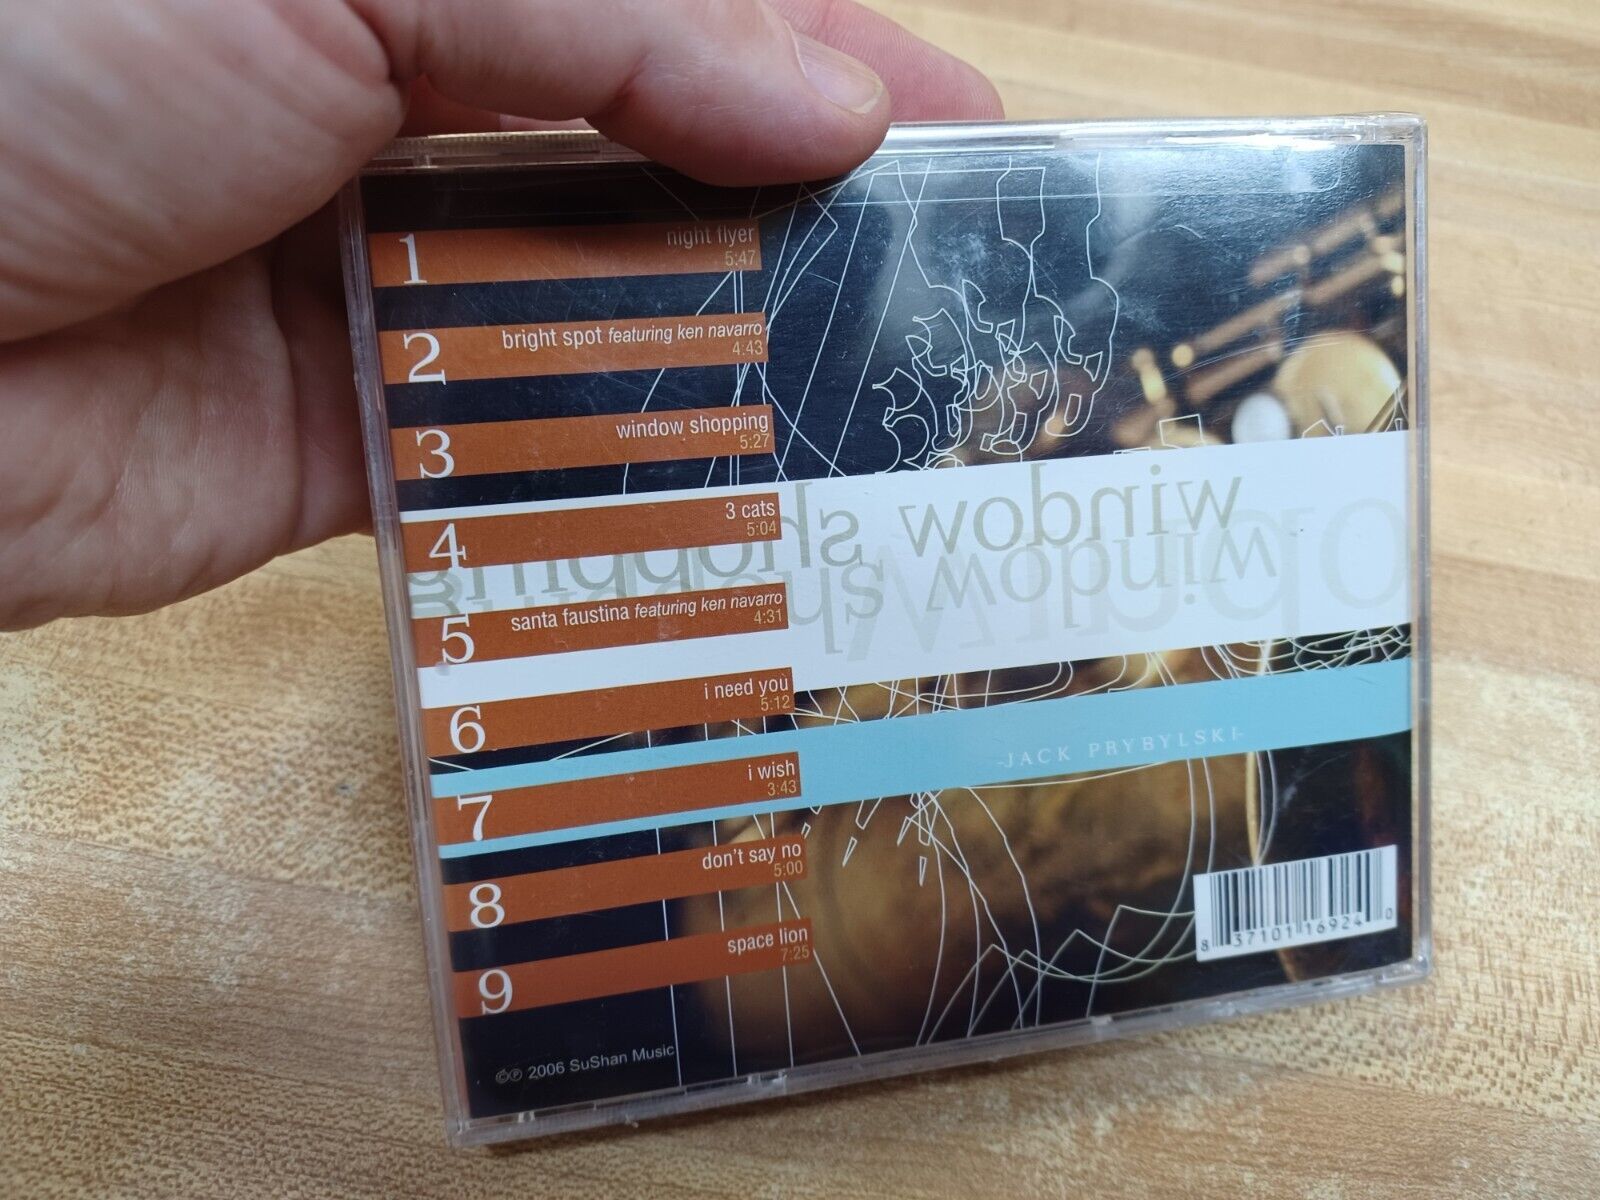 1 night flyer
5:47
2 bright spot featuring ken navarro
4:43
3 window shopping
5:27
4 3 cats
5:04
5 santa faustina featuring ken navarro
4:31
6 i need you
5:12
7 i wish
3:43
8 don't say no
5:00
9 space lion
7:25
window shopping
window sh
-JACK PRYBYLSKI-
8 37101 16924 0
©℗ 2006 SuShan Music